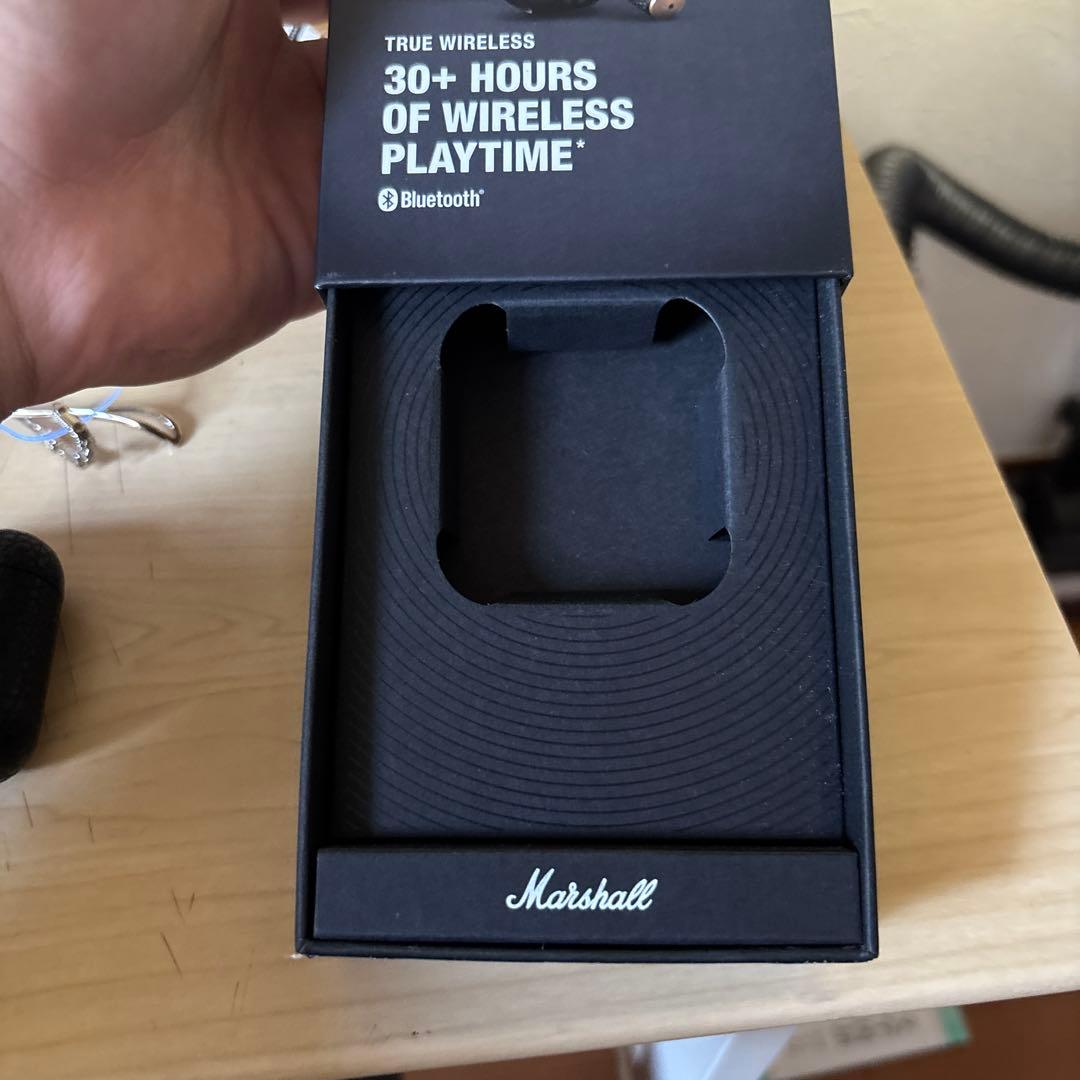 TRUE WIRELESS
30+ HOURS
OF WIRELESS
PLAYTIME*
Bluetooth®
Marshall